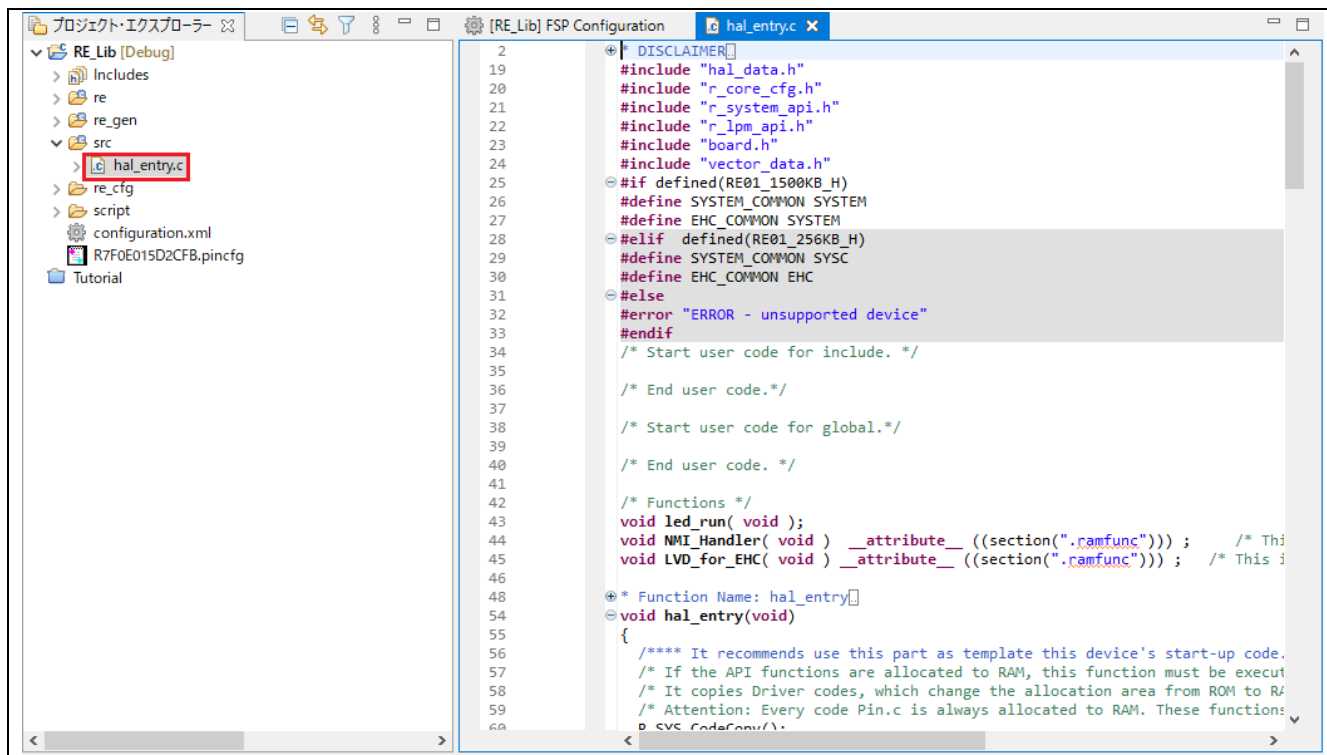 プロジェクト・エクスプローラー
RE_Lib [Debug]
Includes
re
re_gen
src
hal_entry.c
re_cfg
script
configuration.xml
R7F0E015D2CFB.pincfg
Tutorial
[RE_Lib] FSP Configuration
hal_entry.c
2 * DISCLAIMER
19 #include "hal_data.h"
20 #include "r_core_cfg.h"
21 #include "r_system_api.h"
22 #include "r_lpm_api.h"
23 #include "board.h"
24 #include "vector_data.h"
25 #if defined(RE01_1500KB_H)
26 #define SYSTEM_COMMON SYSTEM
27 #define EHC_COMMON SYSTEM
28 #elif  defined(RE01_256KB_H)
29 #define SYSTEM_COMMON SYSC
30 #define EHC_COMMON EHC
31 #else
32 #error "ERROR - unsupported device"
33 #endif
34 /* Start user code for include. */
35
36 /* End user code.*/
37
38 /* Start user code for global.*/
39
40 /* End user code. */
41
42 /* Functions */
43 void led_run( void );
44 void NMI_Handler( void )  __attribute__ ((section(".ramfunc"))) ;     /* Thi
45 void LVD_for_EHC( void ) __attribute__ ((section(".ramfunc"))) ;   /* This i
46
48 * Function Name: hal_entry
54 void hal_entry(void)
55 {
56 /**** It recommends use this part as template this device's start-up code.
57 /* If the API functions are allocated to RAM, this function must be execut
58 /* It copies Driver codes, which change the allocation area from ROM to RA
59 /* Attention: Every code Pin.c is always allocated to RAM. These functions
60 R_SYS_CodeCopy();